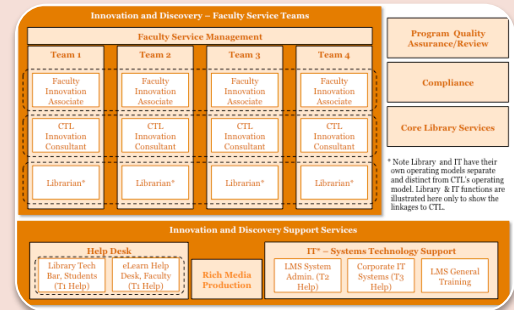 Innovation and Discovery – Faculty Service Teams
Faculty Service Management
Team 1
Team 2
Team 3
Team 4
Faculty
Innovation
Associate
Faculty
Innovation
Associate
Faculty
Innovation
Associate
Faculty
Innovation
Associate
CTL
Innovation
Consultant
CTL
Innovation
Consultant
CTL
Innovation
Consultant
CTL
Innovation
Consultant
Librarian*
Librarian*
Librarian*
Librarian*
Program Quality
Assurance/Review
Compliance
Core Library Services
* Note Library and IT have their
own operating models separate
and distinct from CTL's operating
model. Library & IT functions are
illustrated here only to show the
linkages to CTL.
Innovation and Discovery Support Services
Help Desk
Library Tech
Bar, Students
(T1 Help)
eLearn Help
Desk, Faculty
(T1 Help)
Rich Media
Production
IT* – Systems Technology Support
LMS System
Admin. (T2
Help)
Corporate IT
Systems (T3
Help)
LMS General
Training